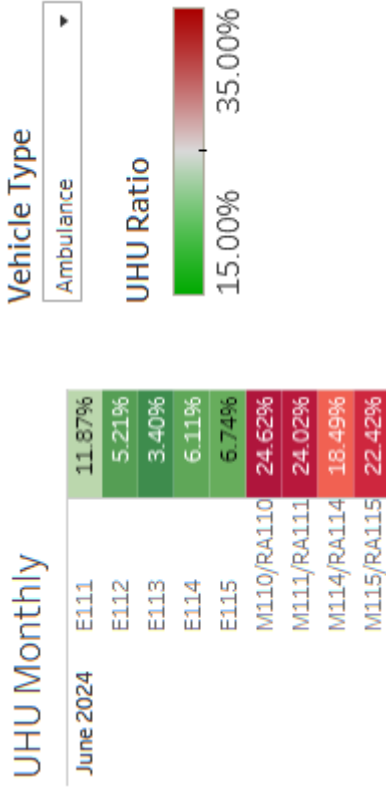 UHU Monthly
June 2024 E111 11.87%
E112 5.21%
E113 3.40%
E114 6.11%
E115 6.74%
M110/RA110 24.62%
M111/RA111 24.02%
M114/RA114 18.49%
M115/RA115 22.42%
Vehicle Type
Ambulance
UHU Ratio
15.00% 35.00%